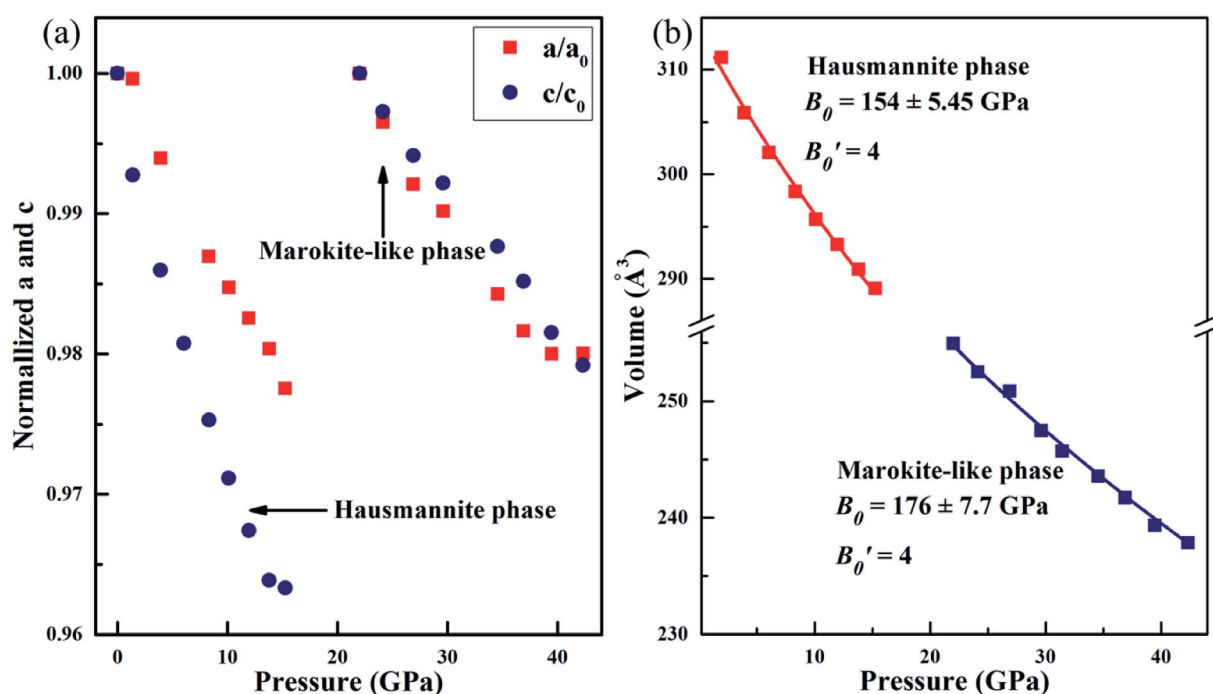 (a)
a/a0
c/c0
1.00
0.99
0.98
0.97
0.96
Normallized a and c
Marokite-like phase
Hausmannite phase
0
10
20
30
40
Pressure (GPa)
(b)
Hausmannite phase
B0 = 154 ± 5.45 GPa
B0′ = 4
310
300
290
250
240
230
Volume (Å3)
Marokite-like phase
B0 = 176 ± 7.7 GPa
B0′ = 4
10
20
30
40
Pressure (GPa)